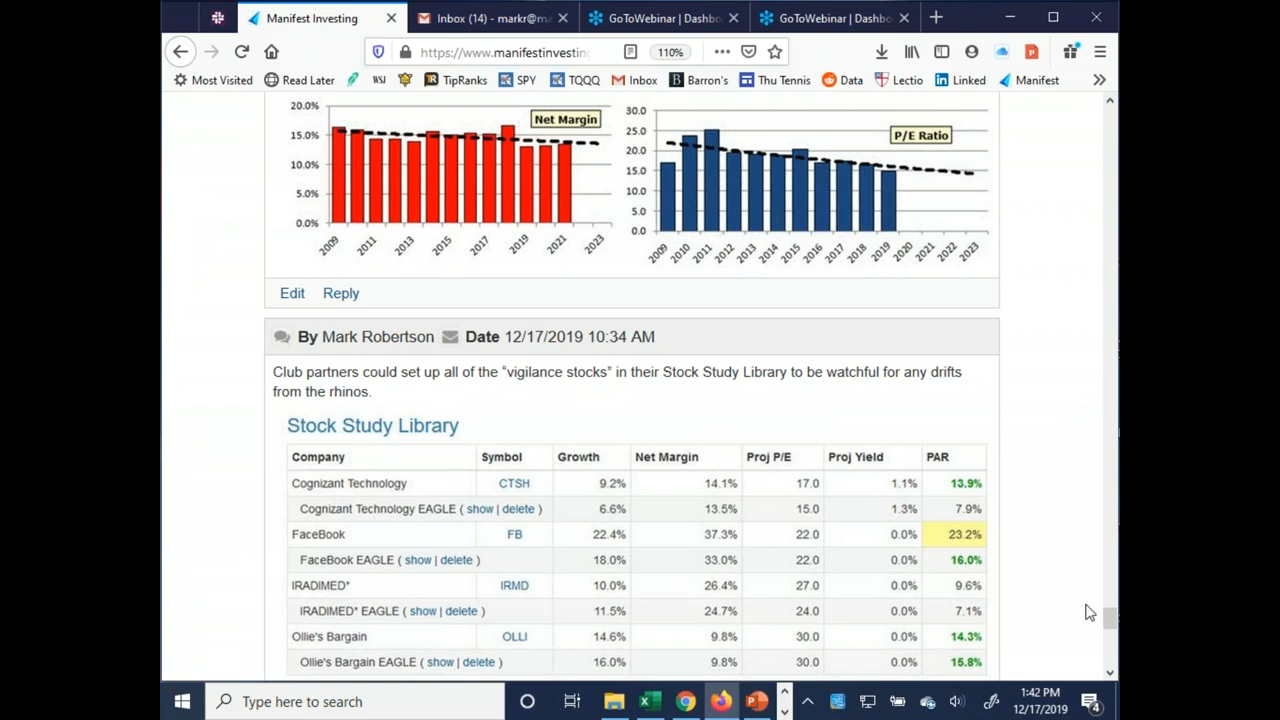 Manifest Investing
Inbox (14) - markr@m
GoToWebinar | Dashbo
GoToWebinar | Dashbo
https://www.manifestinvesting
110%
Most Visited
Read Later
WSJ
TipRanks
SPY
TQQQ
Inbox
Barron's
Thu Tennis
Data
Lectio
Linked
Manifest
20.0%
15.0%
10.0%
5.0%
0.0%
Net Margin
2009
2011
2013
2015
2017
2019
2021
2023
30.0
25.0
20.0
15.0
10.0
5.0
0.0
P/E Ratio
2009
2010
2011
2012
2013
2014
2015
2016
2017
2018
2019
2020
2021
2022
2023
Edit Reply
By Mark Robertson Date 12/17/2019 10:34 AM
Club partners could set up all of the “vigilance stocks” in their Stock Study Library to be watchful for any drifts
from the rhinos.
Stock Study Library
Company Symbol Growth Net Margin Proj P/E Proj Yield PAR
Cognizant Technology CTSH 9.2% 14.1% 17.0 1.1% 13.9%
Cognizant Technology EAGLE ( show | delete ) 6.6% 13.5% 15.0 1.3% 7.9%
FaceBook FB 22.4% 37.3% 22.0 0.0% 23.2%
FaceBook EAGLE ( show | delete ) 18.0% 33.0% 22.0 0.0% 16.0%
IRADIMED* IRMD 10.0% 26.4% 27.0 0.0% 9.6%
IRADIMED* EAGLE ( show | delete ) 11.5% 24.7% 24.0 0.0% 7.1%
Ollie's Bargain OLLI 14.6% 9.8% 30.0 0.0% 14.3%
Ollie's Bargain EAGLE ( show | delete ) 16.0% 9.8% 30.0 0.0% 15.8%
Type here to search
1:42 PM
12/17/2019
4